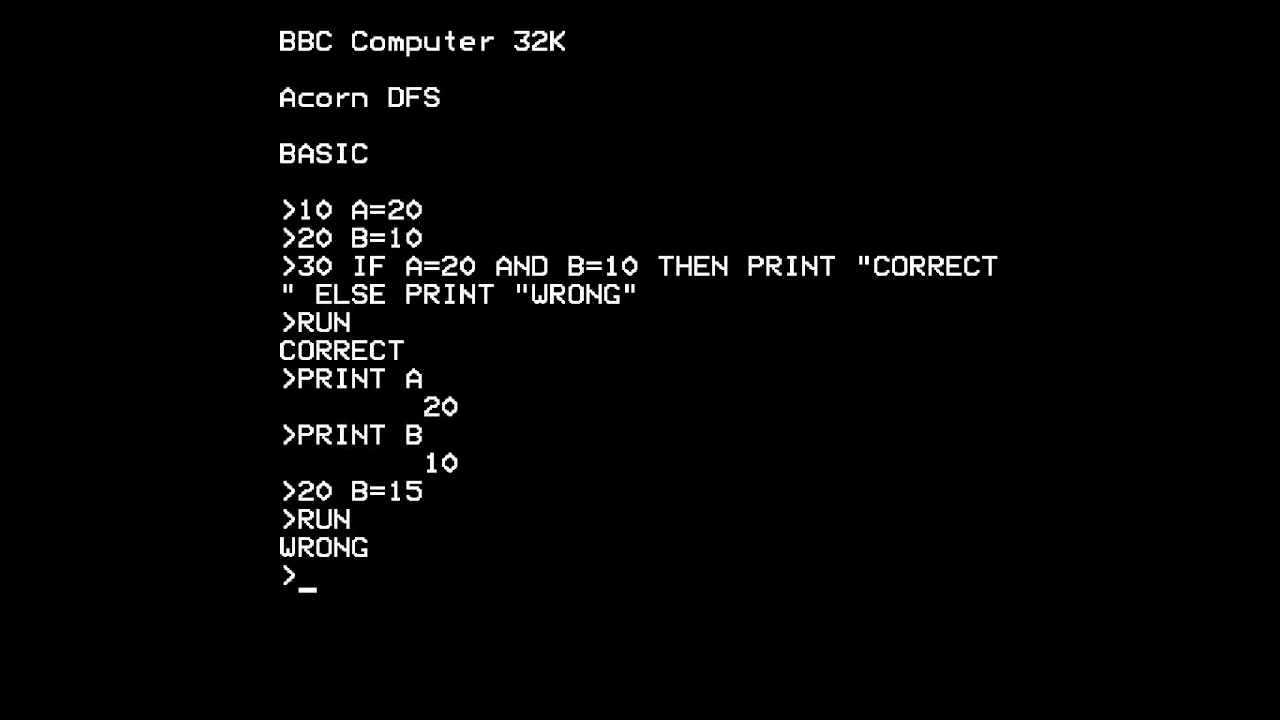 BBC Computer 32K
Acorn DFS
BASIC
>10 A=20
>20 B=10
>30 IF A=20 AND B=10 THEN PRINT "CORRECT
" ELSE PRINT "WRONG"
>RUN
CORRECT
>PRINT A
20
>PRINT B
10
>20 B=15
>RUN
WRONG
>_